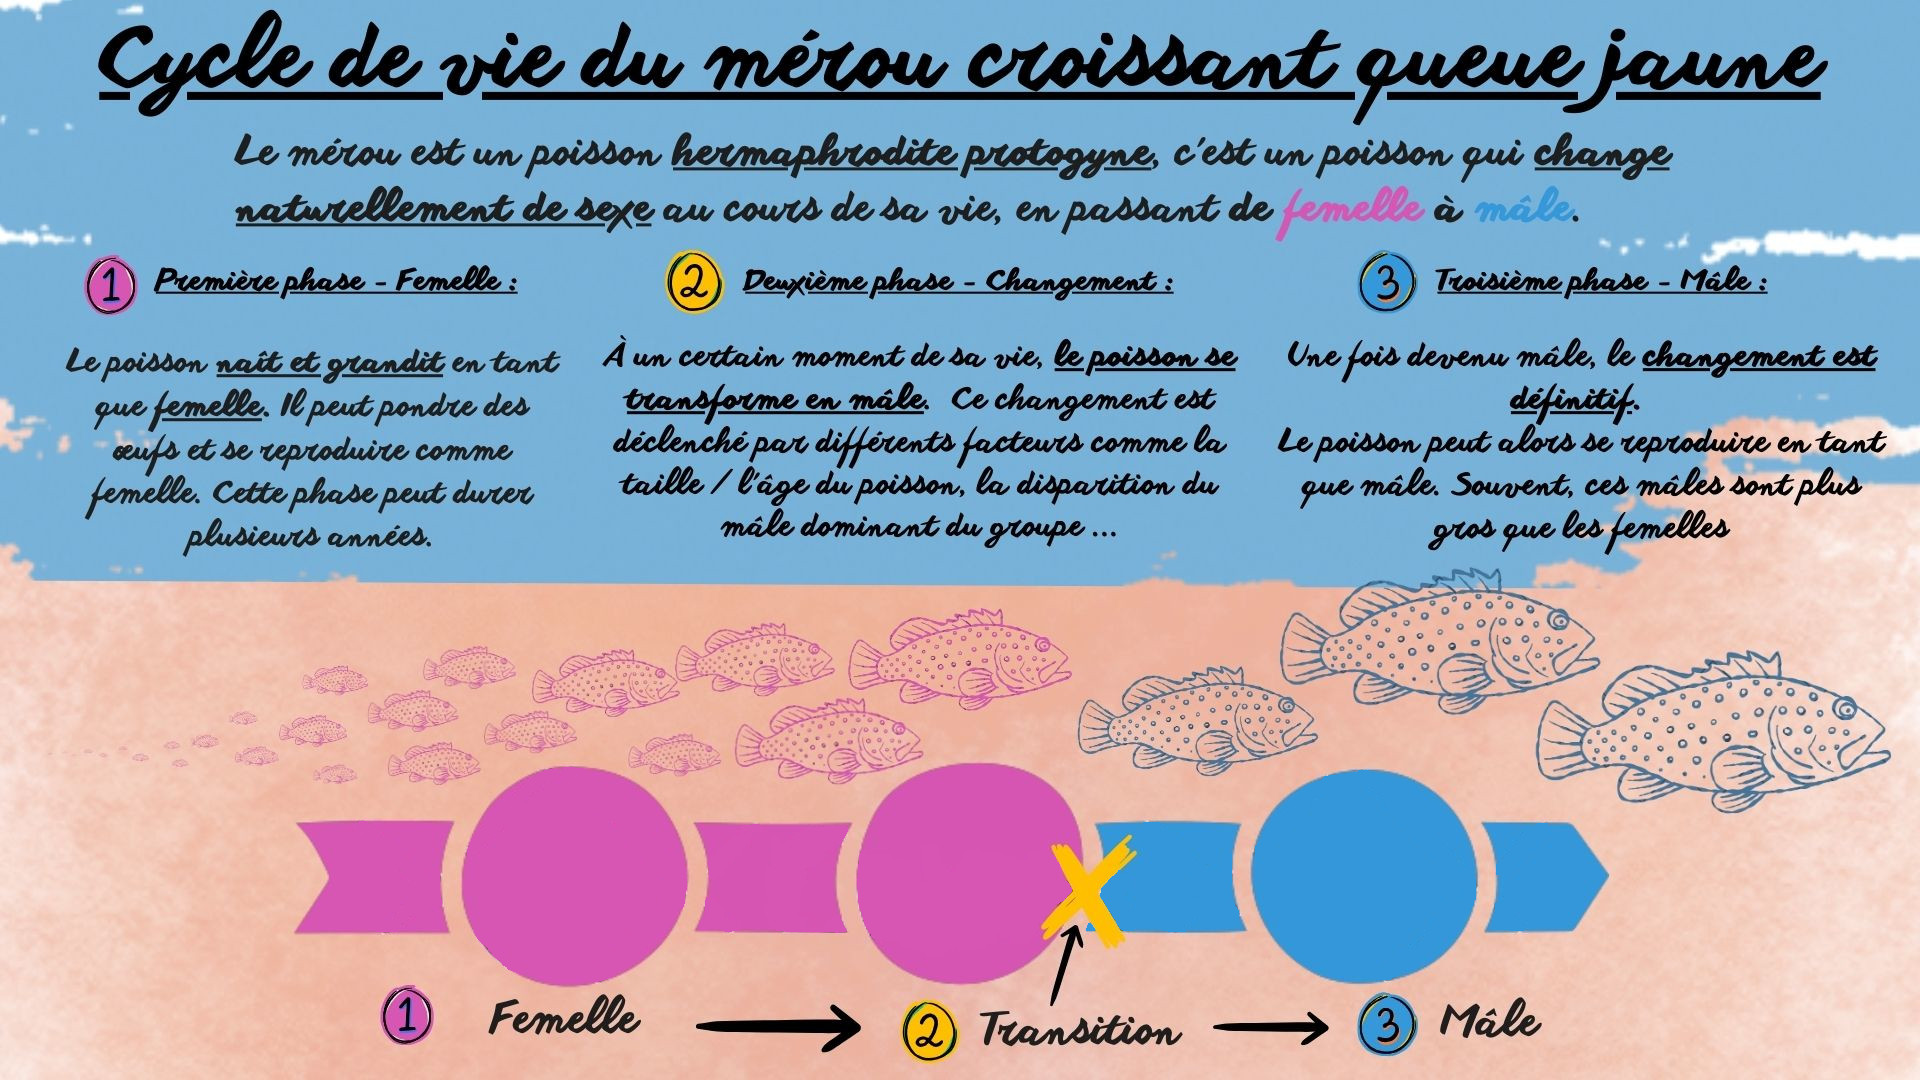 Cycle de vie du mérou croissant queue jaune
Le mérou est un poisson hermaphrodite protogyne, c'est un poisson qui change
naturellement de sexe au cours de sa vie, en passant de femelle à mâle.
1 Première phase - Femelle :
Le poisson naît et grandit en tant
que femelle. Il peut pondre des
œufs et se reproduire comme
femelle. Cette phase peut durer
plusieurs années.
2 Deuxième phase - Changement :
À un certain moment de sa vie, le poisson se
transforme en mâle. Ce changement est
déclenché par différents facteurs comme la
taille / l'âge du poisson, la disparition du
mâle dominant du groupe ...
3 Troisième phase - Mâle :
Une fois devenu mâle, le changement est
définitif.
Le poisson peut alors se reproduire en tant
que mâle. Souvent, ces mâles sont plus
gros que les femelles
1 Femelle
2 Transition
3 Mâle